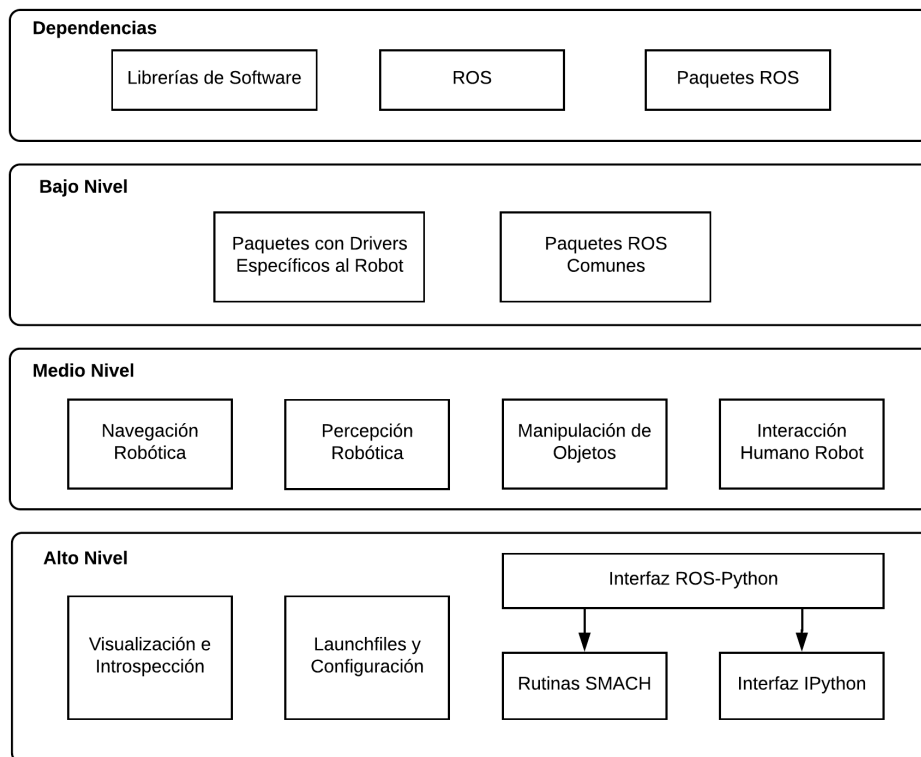 Dependencias
Librerías de Software
ROS
Paquetes ROS
Bajo Nivel
Paquetes con Drivers
Específicos al Robot
Paquetes ROS
Comunes
Medio Nivel
Navegación
Robótica
Percepción
Robótica
Manipulación de
Objetos
Interacción
Humano Robot
Alto Nivel
Visualización e
Introspección
Launchfiles y
Configuración
Interfaz ROS-Python
Rutinas SMACH
Interfaz IPython